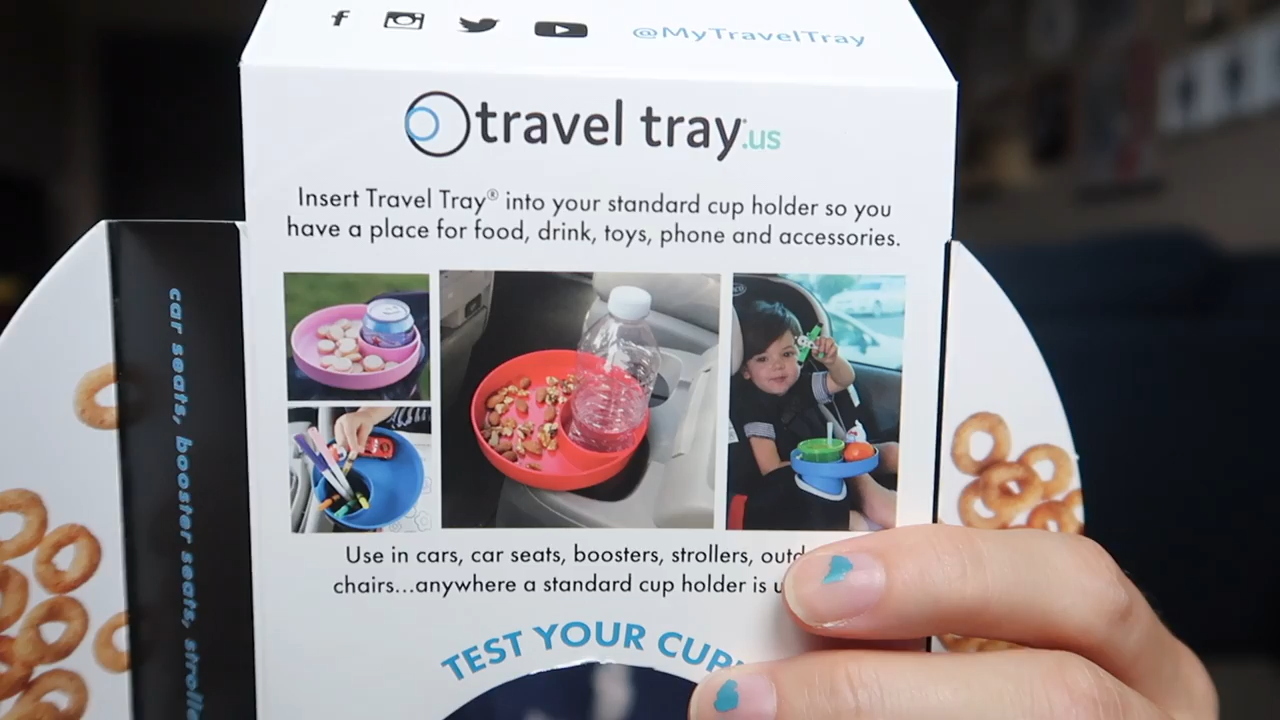 @MyTravelTray
travel tray.us
Insert Travel Tray® into your standard cup holder so you
have a place for food, drink, toys, phone and accessories.
car seats, booster seats,
Use in cars, car seats, boosters, strollers,
chairs...anywhere a standard cup holder is
TEST YOUR CUP